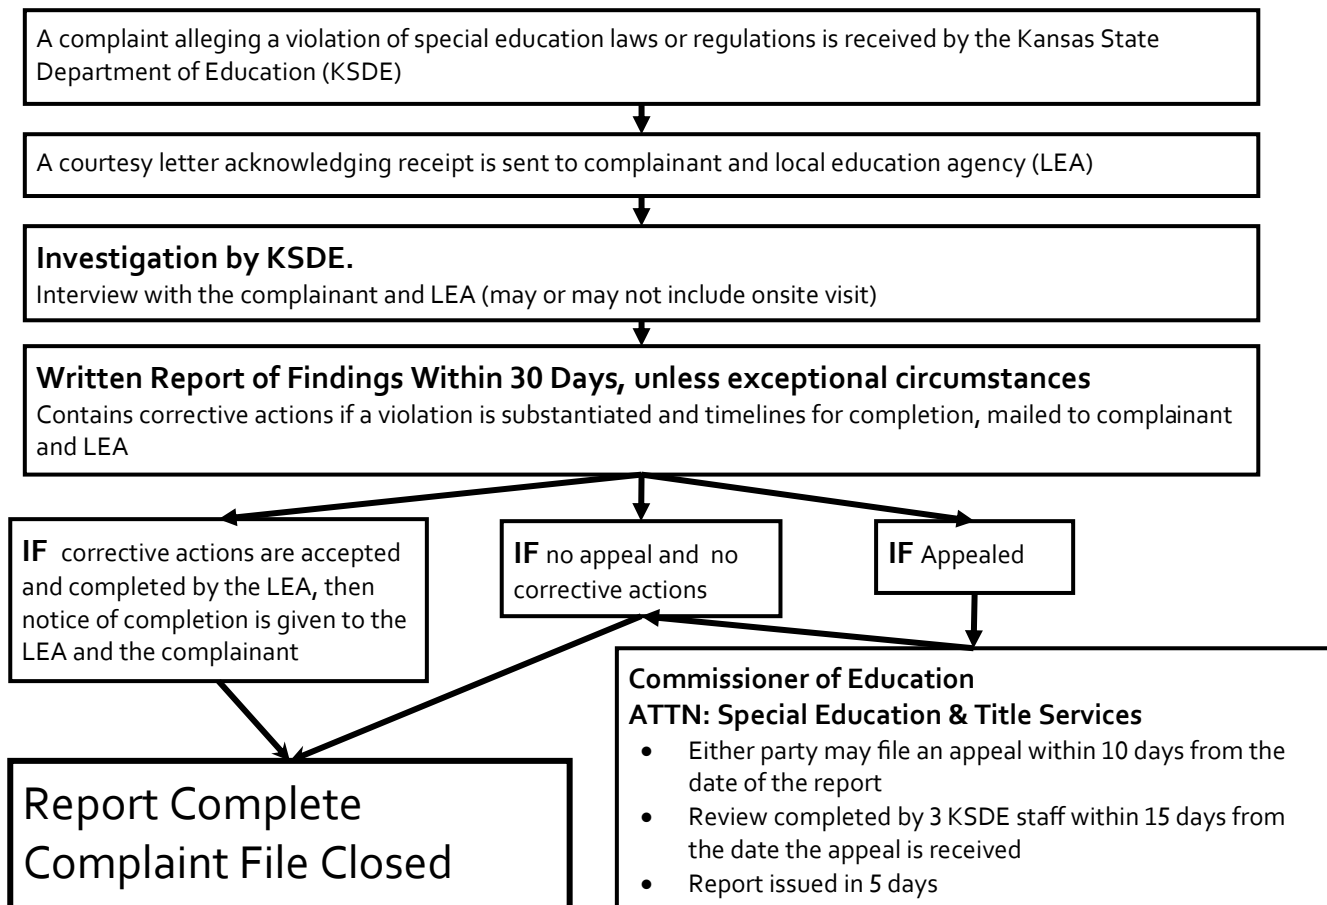 A complaint alleging a violation of special education laws or regulations is received by the Kansas State
Department of Education (KSDE)
A courtesy letter acknowledging receipt is sent to complainant and local education agency (LEA)
Investigation by KSDE.
Interview with the complainant and LEA (may or may not include onsite visit)
Written Report of Findings Within 30 Days, unless exceptional circumstances
Contains corrective actions if a violation is substantiated and timelines for completion, mailed to complainant
and LEA
IF corrective actions are accepted
and completed by the LEA, then
notice of completion is given to the
LEA and the complainant
IF no appeal and no
corrective actions
IF Appealed
Commissioner of Education
ATTN: Special Education & Title Services
• Either party may file an appeal within 10 days from the
date of the report
• Review completed by 3 KSDE staff within 15 days from
the date the appeal is received
• Report issued in 5 days
Report Complete
Complaint File Closed